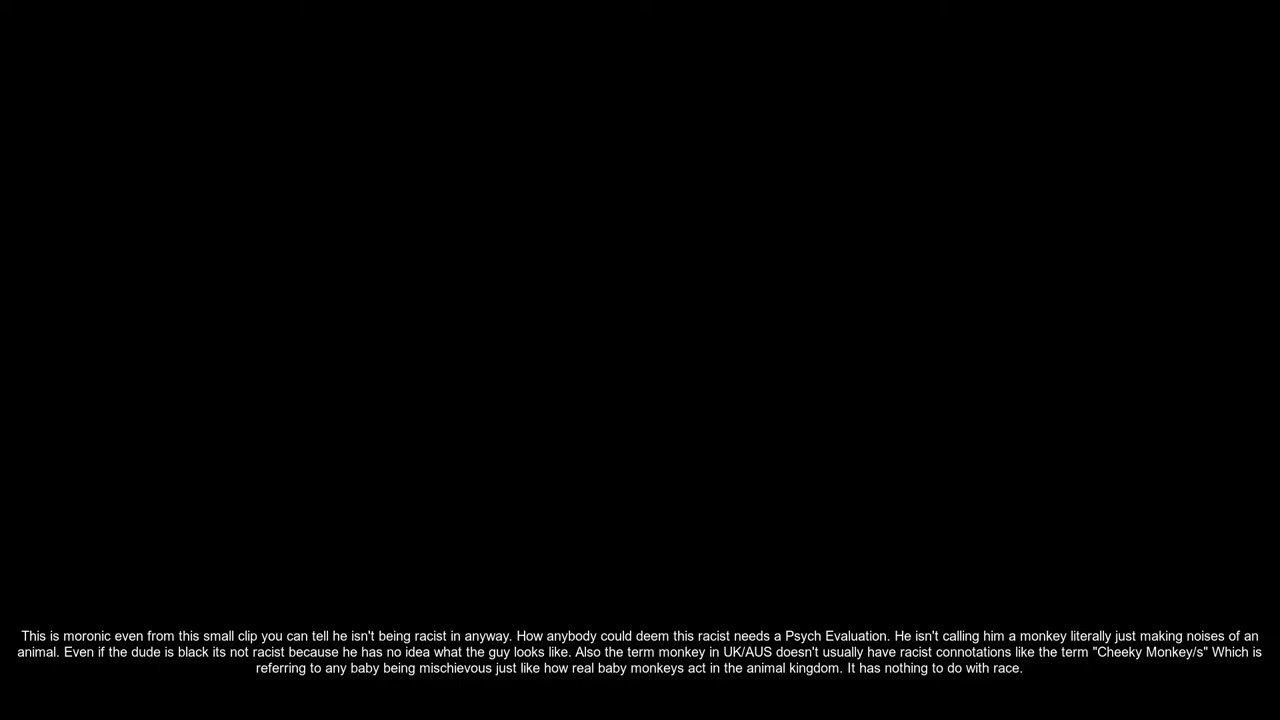 This is moronic even from this small clip you can tell he isn't being racist in anyway. How anybody could deem this racist needs a Psych Evaluation. He isn't calling him a monkey literally just making noises of an
animal. Even if the dude is black its not racist because he has no idea what the guy looks like. Also the term monkey in UK/AUS doesn't usually have racist connotations like the term "Cheeky Monkey/s" Which is
referring to any baby being mischievous just like how real baby monkeys act in the animal kingdom. It has nothing to do with race.